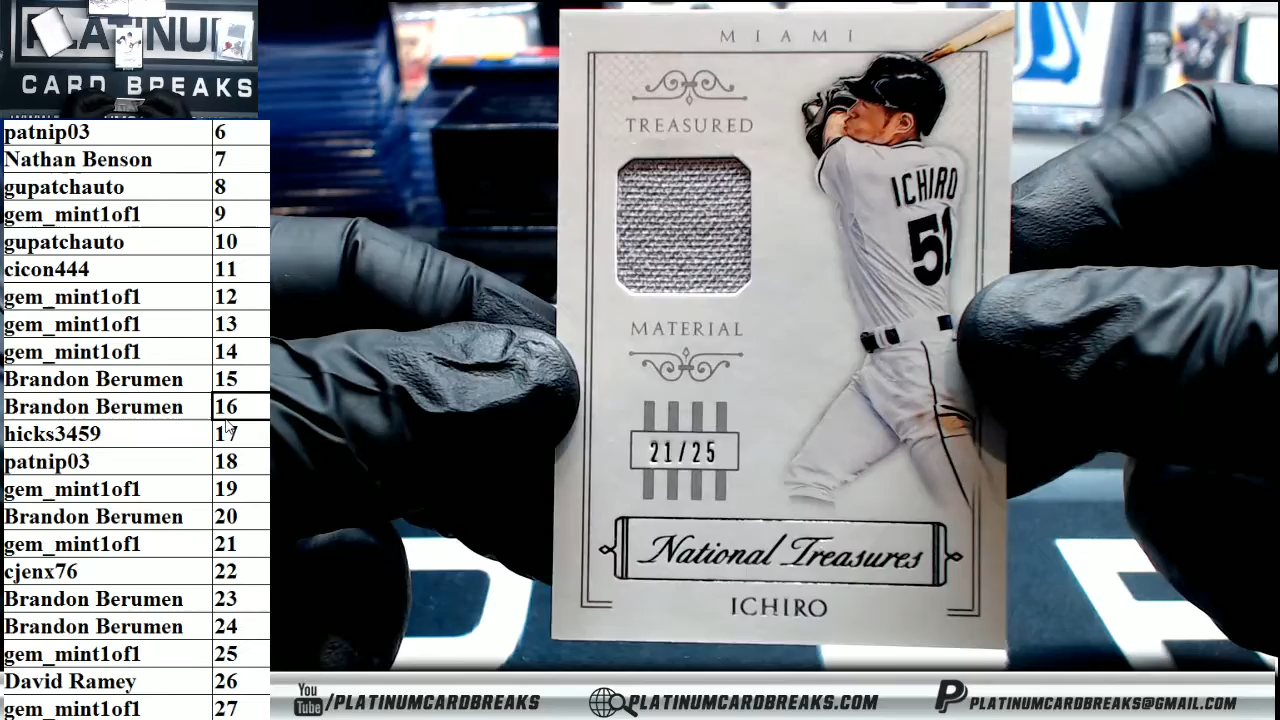 PLATINUM
CARD BREAKS
patnip03 6
Nathan Benson 7
gupatchauto 8
gem_mint1of1 9
gupatchauto 10
cicon444 11
gem_mint1of1 12
gem_mint1of1 13
gem_mint1of1 14
Brandon Berumen 15
Brandon Berumen 16
hicks3459 17
patnip03 18
gem_mint1of1 19
Brandon Berumen 20
gem_mint1of1 21
cjenx76 22
Brandon Berumen 23
Brandon Berumen 24
gem_mint1of1 25
David Ramey 26
gem_mint1of1 27
MIAMI
TREASURED
MATERIAL
21/25
National Treasures
ICHIRO
ICHIRO
51
You Tube /PLATINUMCARDBREAKS
PLATINUMCARDBREAKS.COM
PLATINUMCARDBREAKS@GMAIL.COM